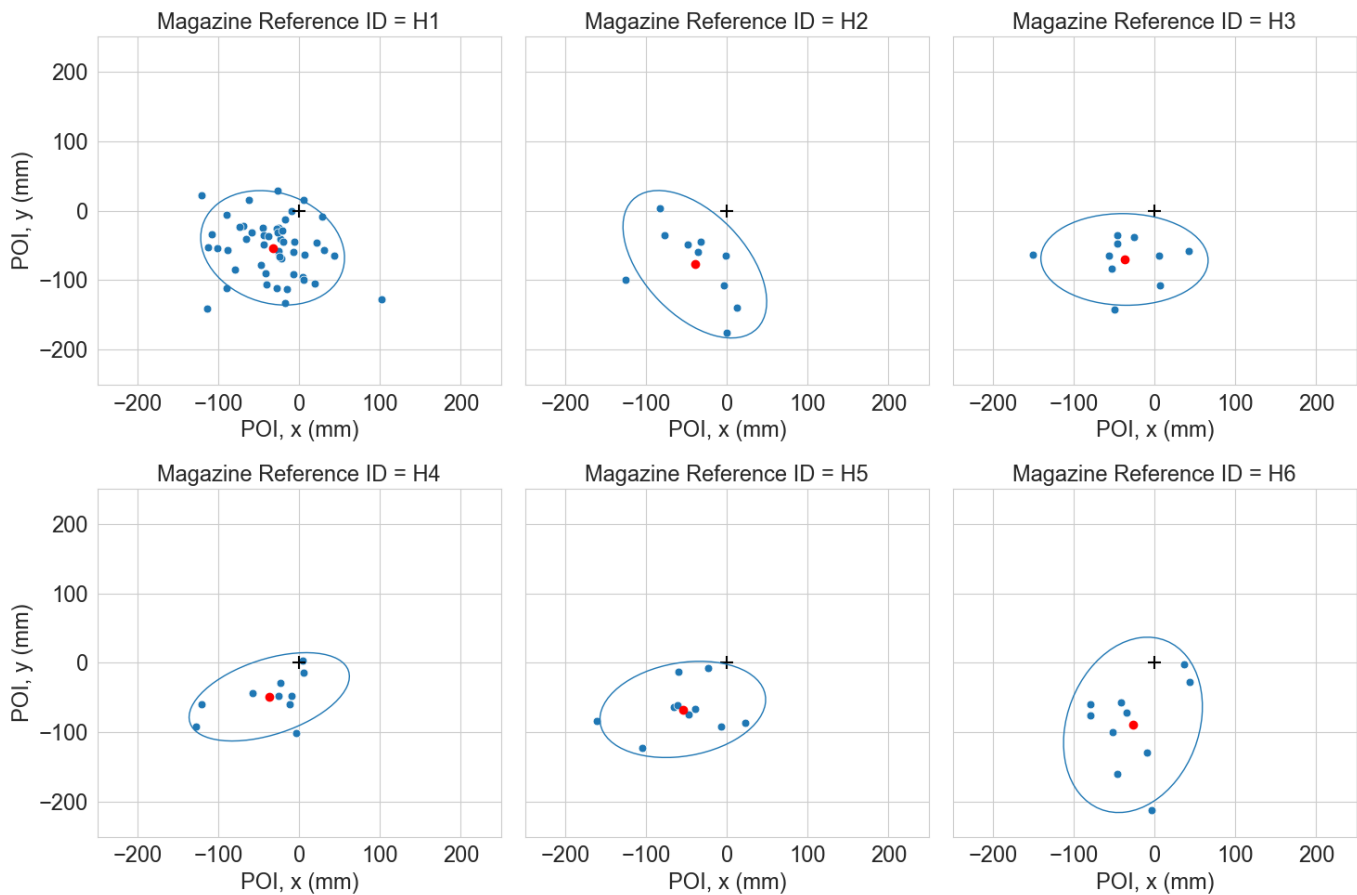 Magazine Reference ID = H1
Magazine Reference ID = H2
Magazine Reference ID = H3
200
100
0
−100
−200
POI, y (mm)
−200 −100 0 100 200
−200 −100 0 100 200
−200 −100 0 100 200
POI, x (mm)
POI, x (mm)
POI, x (mm)
Magazine Reference ID = H4
Magazine Reference ID = H5
Magazine Reference ID = H6
200
100
0
−100
−200
POI, y (mm)
−200 −100 0 100 200
−200 −100 0 100 200
−200 −100 0 100 200
POI, x (mm)
POI, x (mm)
POI, x (mm)